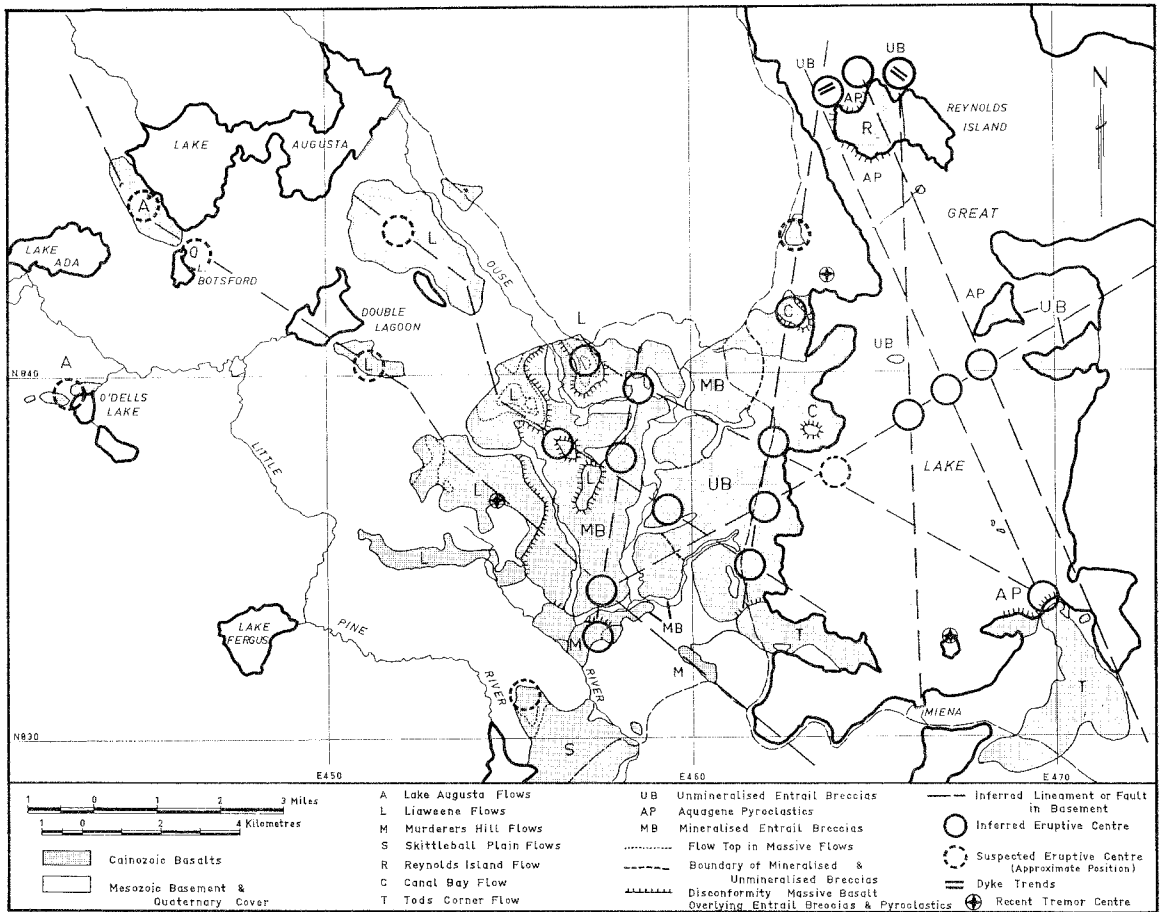 UB
UB
AP
N
REYNOLDS
ISLAND
R
LAKE
AUGUSTA
AP
A
GREAT
L
OUSE
LAKE
ADA
L.
BOTSFORD
AP
UB
DOUBLE
LAGOON
C
L
UB
A
N840
L
MB
L
O'DELLS
LAKE
C
LITTLE
LAKE
L
L
UB
MB
L
AP
LAKE
FERGUS
PINE
MB
T
M
M
T
RIVER
RIVER
MIENA
N830
S
E450
E460
E470
1 0 1 2 3 Miles
1 0 2 4 Kilometres
Cainozoic Basalts
Mesozoic Basement &
Quaternary Cover
A Lake Augusta Flows
L Liaweene Flows
M Murderers Hill Flows
S Skittleball Plain Flows
R Reynolds Island Flow
C Canal Bay Flow
T Tods Corner Flow
UB Unmineralised Entrail Breccias
AP Aquagene Pyroclastics
MB Mineralised Entrail Breccias
Flow Top in Massive Flows
Boundary of Mineralised &
Unmineralised Breccias
Disconformity Massive Basalt
Overlying Entrail Breccias & Pyroclastics
Inferred Lineament or Fault
in Basement
Inferred Eruptive Centre
Suspected Eruptive Centre
(Approximate Position)
Dyke Trends
Recent Tremor Centre